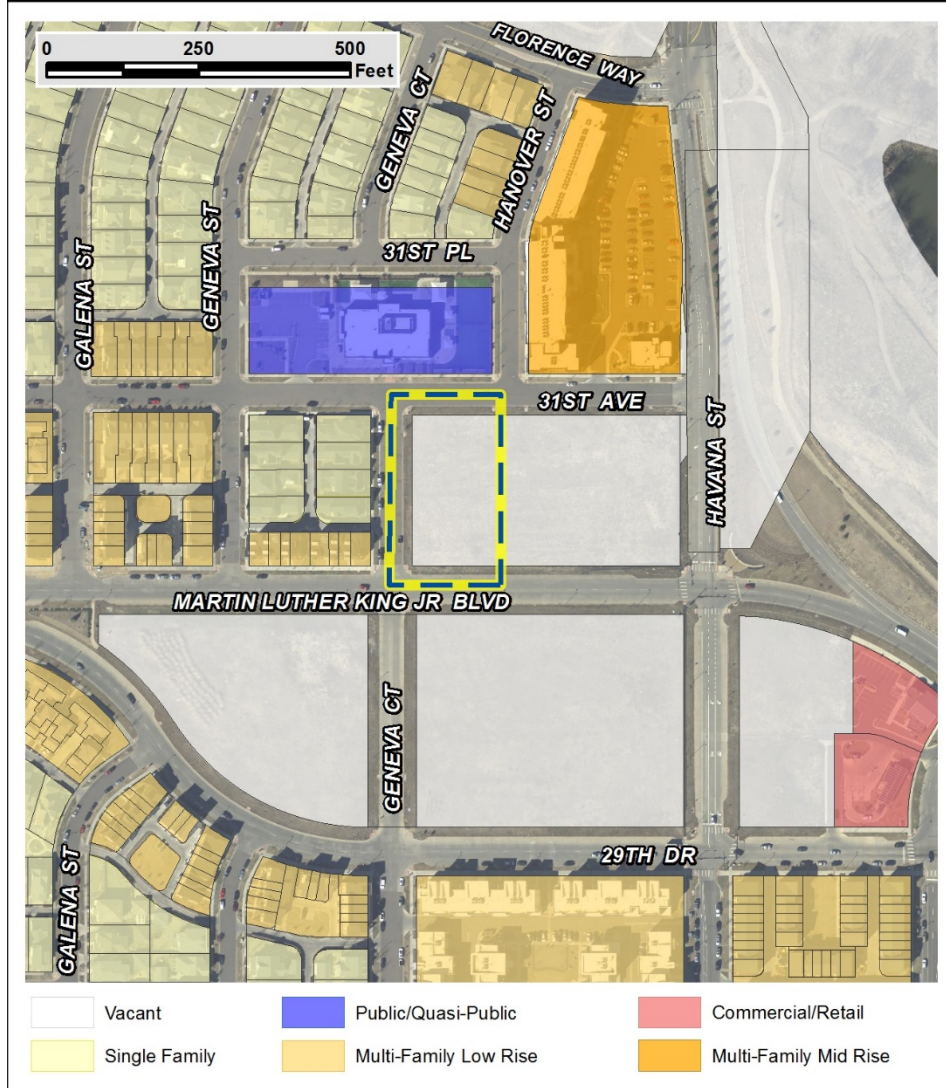 0 250 500
Feet
FLORENCE WAY
GENEVA CT
HANOVER ST
GALENA ST
GENEVA ST
31ST PL
31ST AVE
HAVANA ST
MARTIN LUTHER KING JR BLVD
GENEVA CT
29TH DR
GALENA ST
Vacant
Public/Quasi-Public
Commercial/Retail
Single Family
Multi-Family Low Rise
Multi-Family Mid Rise